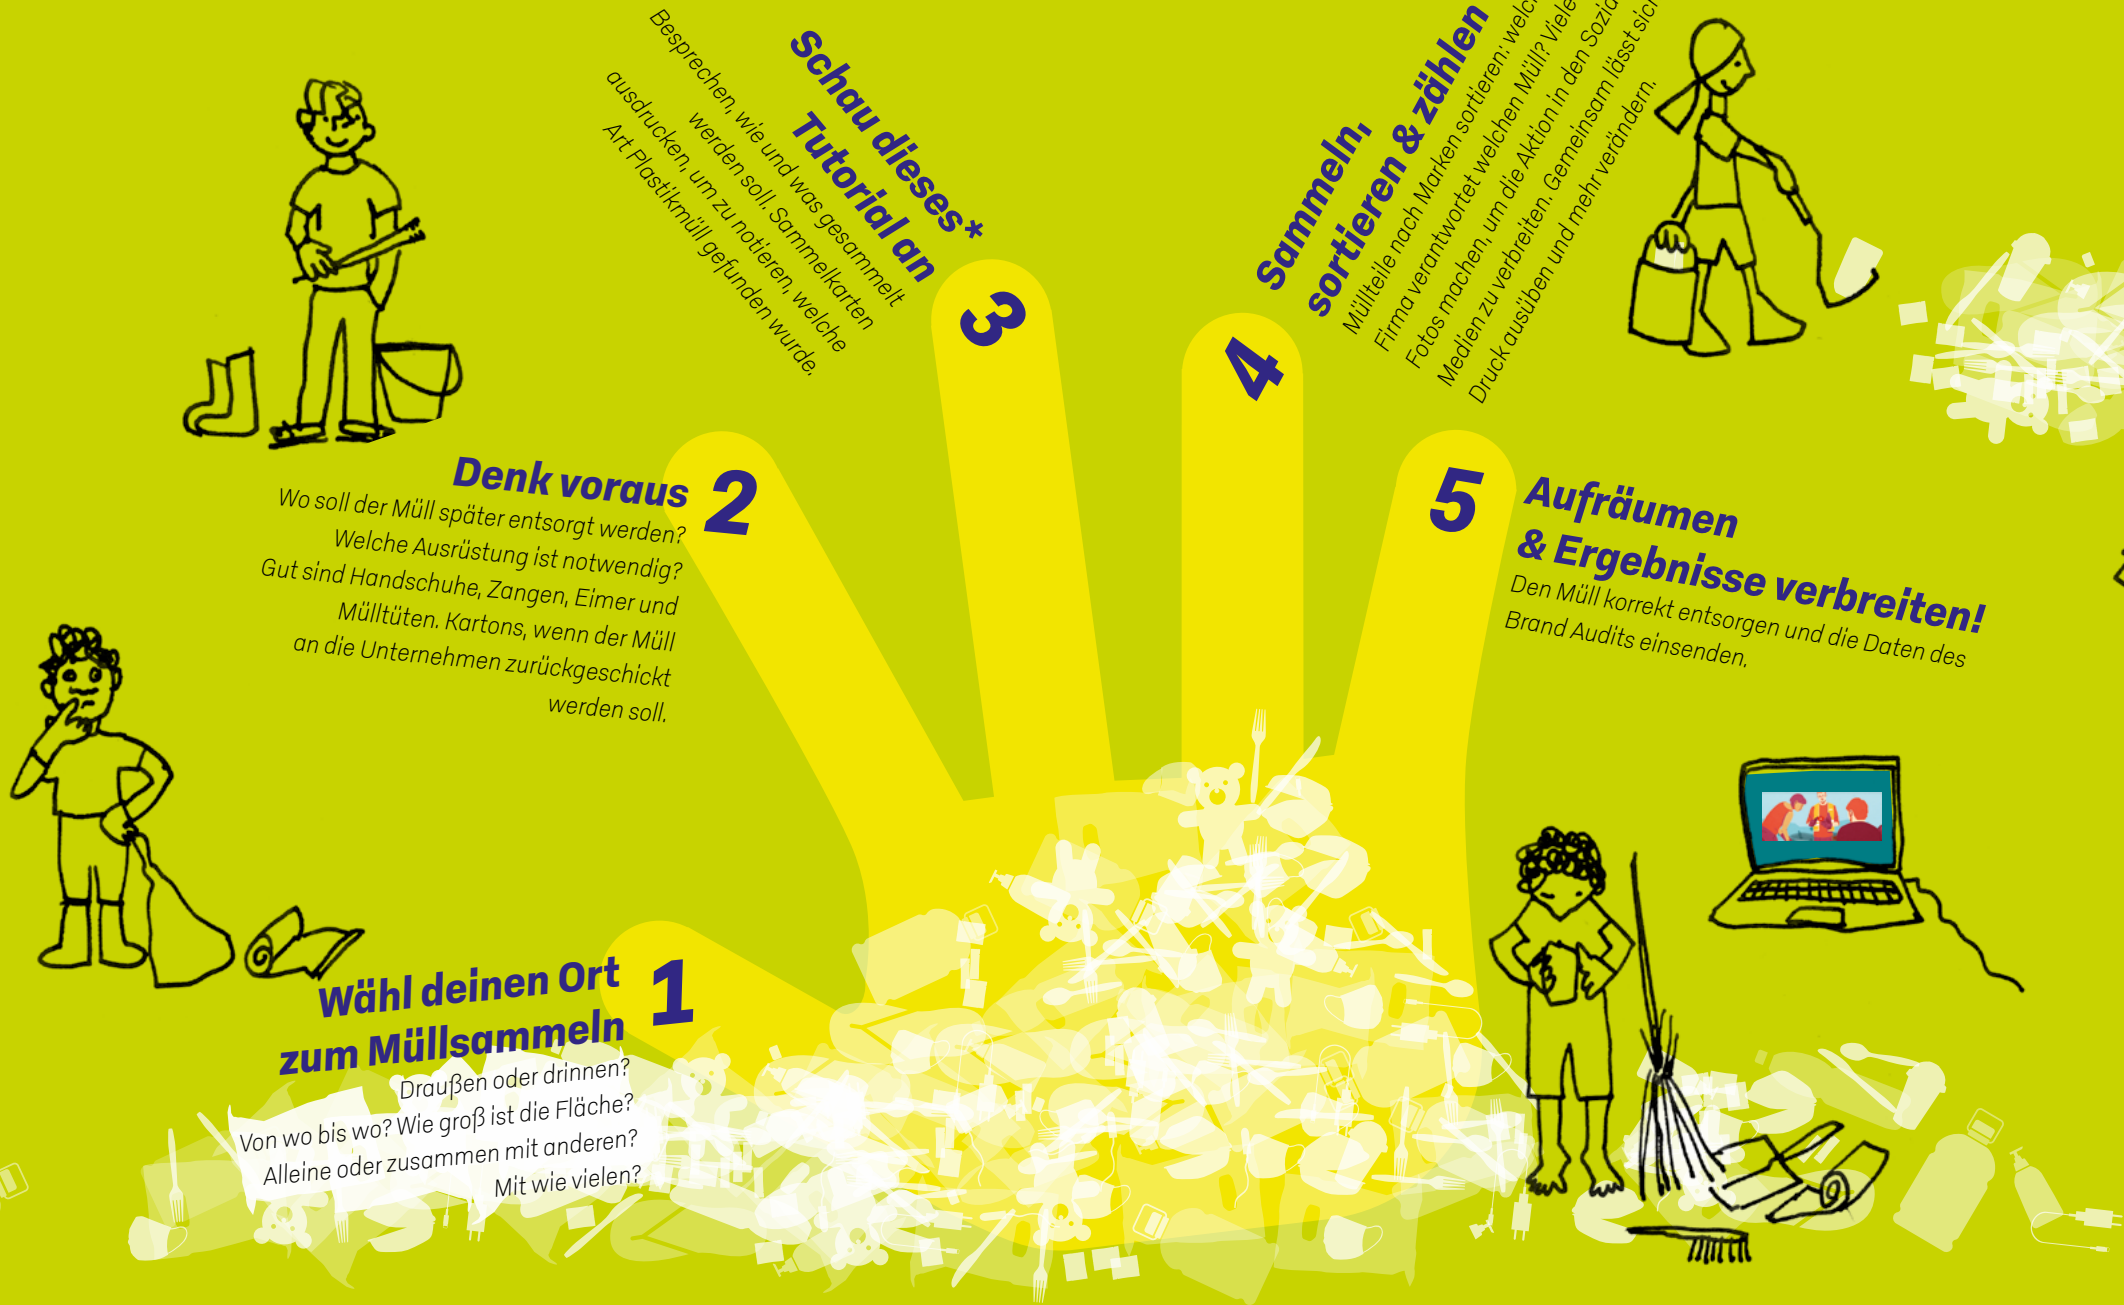 1
Wähl deinen Ort
zum Müllsammeln
Draußen oder drinnen?
Von wo bis wo? Wie groß ist die Fläche?
Alleine oder zusammen mit anderen?
Mit wie vielen?
2
Denk voraus
Wo soll der Müll später entsorgt werden?
Welche Ausrüstung ist notwendig?
Gut sind Handschuhe, Zangen, Eimer und
Mülltüten. Kartons, wenn der Müll
an die Unternehmen zurückgeschickt
werden soll.
3
Schau dieses*
Tutorial an
Besprechen, wie und was gesammelt
werden soll. Sammelkarten
ausdrucken, um zu notieren, welche
Art Plastikmüll gefunden wurde.
4
Sammeln,
sortieren & zählen
Müllteile nach Marken sortieren: welch
Firma verantwortet welchen Müll? Viele
Fotos machen, um die Aktion in den Sozia
Medien zu verbreiten. Gemeinsam lässt sich
Druck ausüben und mehr verändern.
5
Aufräumen
& Ergebnisse verbreiten!
Den Müll korrekt entsorgen und die Daten des
Brand Audits einsenden.